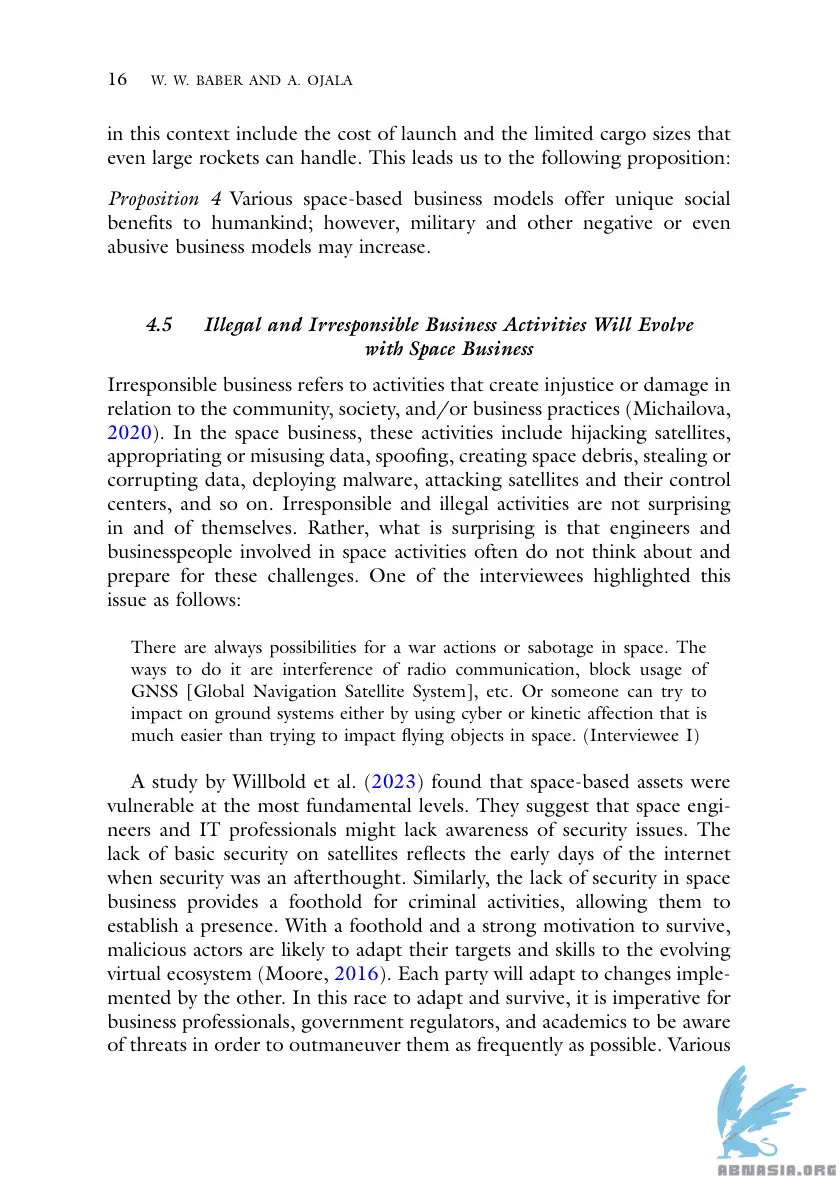 16 W. W. BABER AND A. OJALA
in this context include the cost of launch and the limited cargo sizes that
even large rockets can handle. This leads us to the following proposition:
Proposition 4 Various space-based business models offer unique social
benefits to humankind; however, military and other negative or even
abusive business models may increase.
4.5 Illegal and Irresponsible Business Activities Will Evolve
with Space Business
Irresponsible business refers to activities that create injustice or damage in
relation to the community, society, and/or business practices (Michailova,
2020). In the space business, these activities include hijacking satellites,
appropriating or misusing data, spoofing, creating space debris, stealing or
corrupting data, deploying malware, attacking satellites and their control
centers, and so on. Irresponsible and illegal activities are not surprising
in and of themselves. Rather, what is surprising is that engineers and
businesspeople involved in space activities often do not think about and
prepare for these challenges. One of the interviewees highlighted this
issue as follows:
There are always possibilities for a war actions or sabotage in space. The
ways to do it are interference of radio communication, block usage of
GNSS [Global Navigation Satellite System], etc. Or someone can try to
impact on ground systems either by using cyber or kinetic affection that is
much easier than trying to impact flying objects in space. (Interviewee I)
A study by Willbold et al. (2023) found that space-based assets were
vulnerable at the most fundamental levels. They suggest that space engi-
neers and IT professionals might lack awareness of security issues. The
lack of basic security on satellites reflects the early days of the internet
when security was an afterthought. Similarly, the lack of security in space
business provides a foothold for criminal activities, allowing them to
establish a presence. With a foothold and a strong motivation to survive,
malicious actors are likely to adapt their targets and skills to the evolving
virtual ecosystem (Moore, 2016). Each party will adapt to changes imple-
mented by the other. In this race to adapt and survive, it is imperative for
business professionals, government regulators, and academics to be aware
of threats in order to outmaneuver them as frequently as possible. Various
ABNASIA.ORG